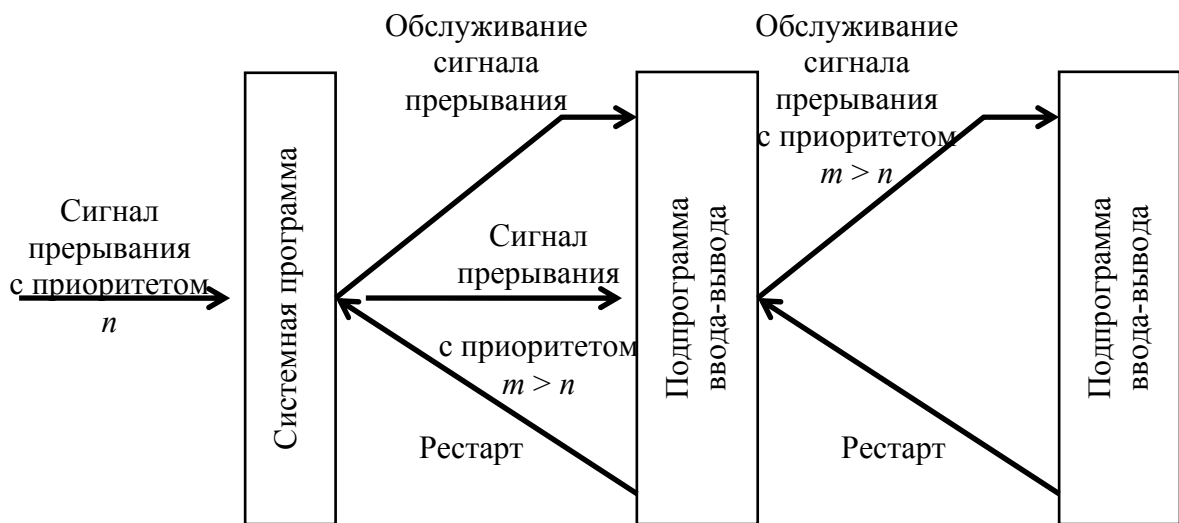 Сигнал
прерывания
с приоритетом
n
Системная программа
Обслуживание
сигнала
прерывания
Сигнал
прерывания
с приоритетом
m > n
Рестарт
Подпрограмма
ввода-вывода
Обслуживание
сигнала
прерывания
с приоритетом
m > n
Рестарт
Подпрограмма
ввода-вывода